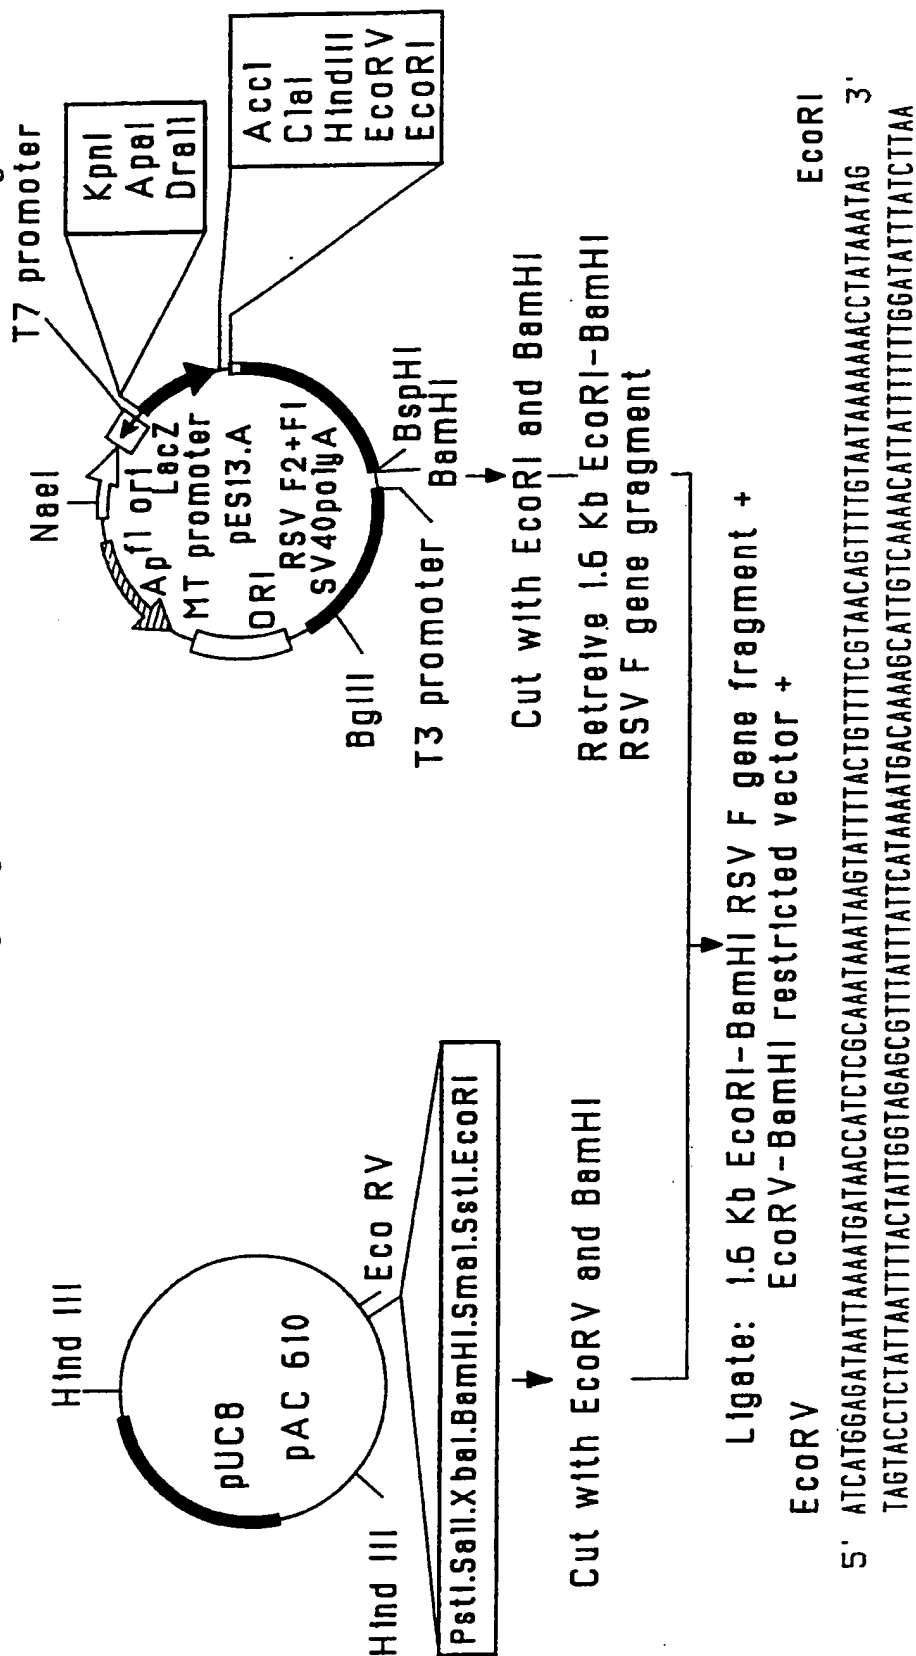 Hind III
pUC8
pAC 610
Eco RV
Hind III
PstI.SalI.XbaI.BamHI.SmaI.SstI.EcoRI
Cut with EcoRV and BamHI
T7 promoter
KpnI
ApaI
DraII
NaeI
Ap
f1 ori
LacZ
MT promoter
pES13.A
ORI
RSV F2+F1
SV40polyA
AccI
ClaI
HindIII
EcoRV
EcoRI
BglII
T3 promoter
BspHI
BamHI
Cut with EcoRI and BamHI
Retreive 1.6 Kb EcoRI-BamHI
RSV F gene gragment
Ligate: 1.6 Kb EcoRI-BamHI RSV F gene fragment +
EcoRV-BamHI restricted vector +
EcoRV
EcoRI
5' ATCATGGAGATAATTAAAATGATAACCATCTCGCAAATAAATAAGTATTTTACTGTTTTCGTAACAGTTTTGTAATAAAAAAACCTATAAATAG 3'
TAGTACCTCTATTAATTTTACTATTGGTAGAGCGTTTATTTATTCATAAAATGACAAAAGCATTGTCAAAACATTATTTTTTTGGATATTTATCTTAA